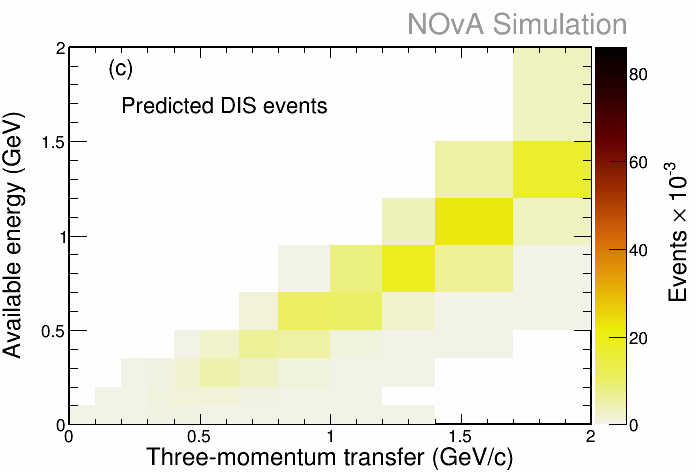 NOvA Simulation
(c)
Predicted DIS events
2
1.5
1
0.5
0
Available energy (GeV)
0
0.5
1
1.5
2
Three-momentum transfer (GeV/c)
80
60
40
20
0
Events × 10⁻³